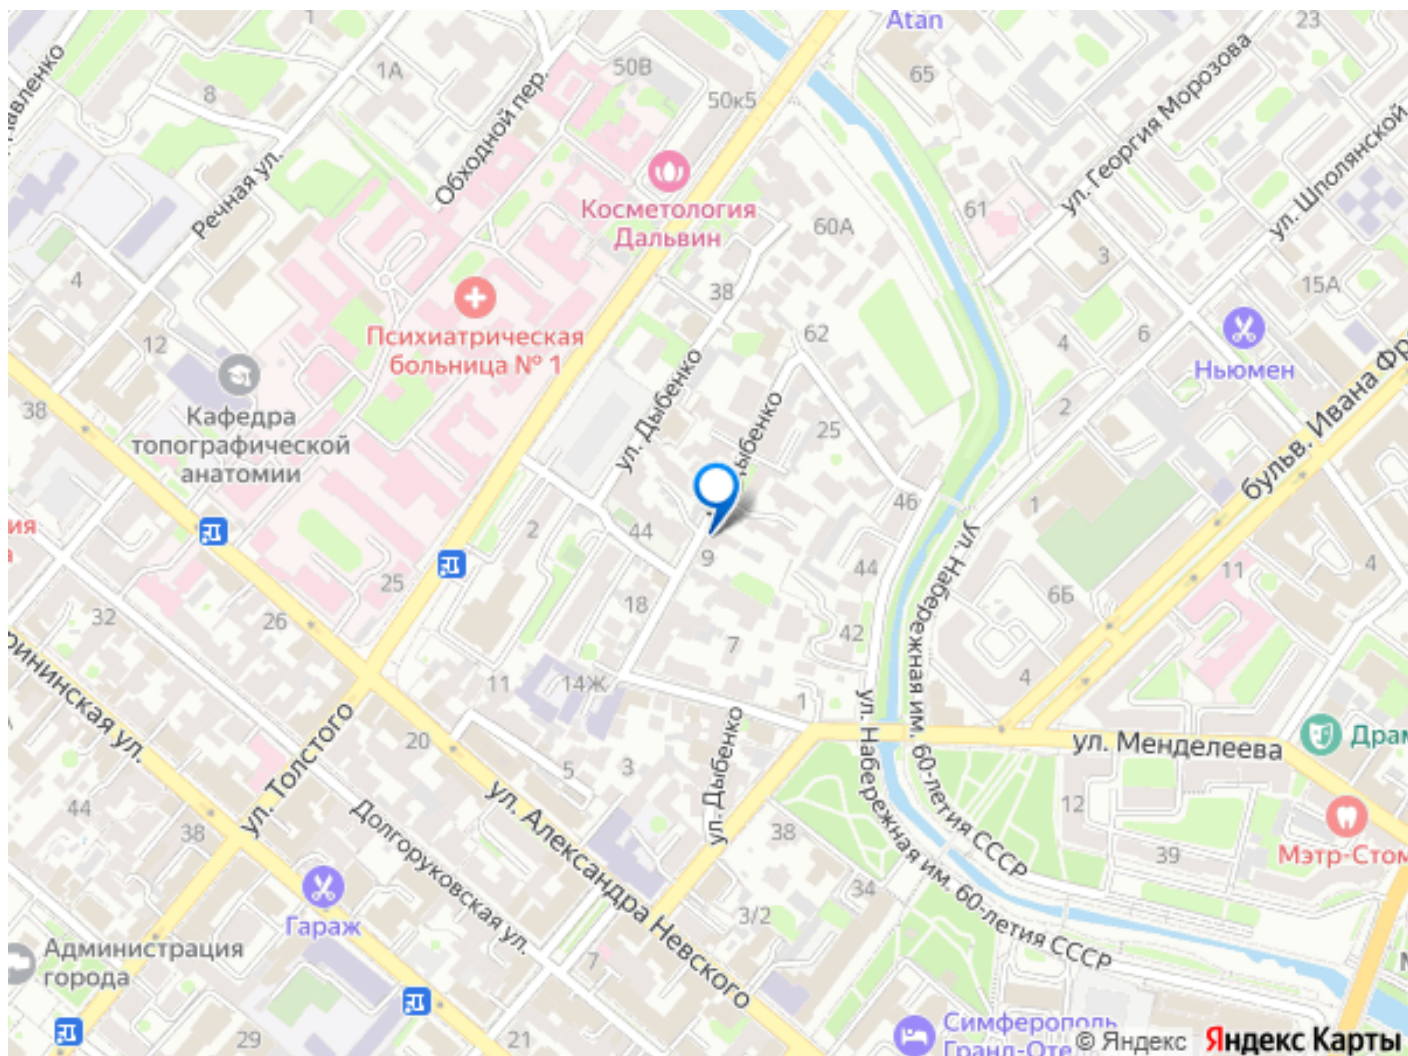 Atan
23
1
1А
50В
65
50к5
8
Обходной пер.
ул. Георгия Морозова
ул. Шполянской
Речная ул.
Косметология
Дальвин
60А
61
3
4
38
15А
Психиатрическая
больница № 1
12
62
4
6
Ньюмен
ул. Дыбенко
Кафедра
топографической
анатомии
38
25
2
бульв. Ивана
46
1
2
44
9
44
11
4
25
18
6Б
32
26
42
7
ул. Набережная им. 60-летия СССР
11
14Ж
1
4
ул. Толстого
20
ул. Дыбенко
ул. Менделеева
5
3
44
38
12
Долгоруковская ул.
ул. Александра Невского
38
39
34
ул. Набережная им. 60-летия СССР
Гараж
3/2
Администрация
города
7
29
21
Симферополь
© Яндекс
Яндекс Карты